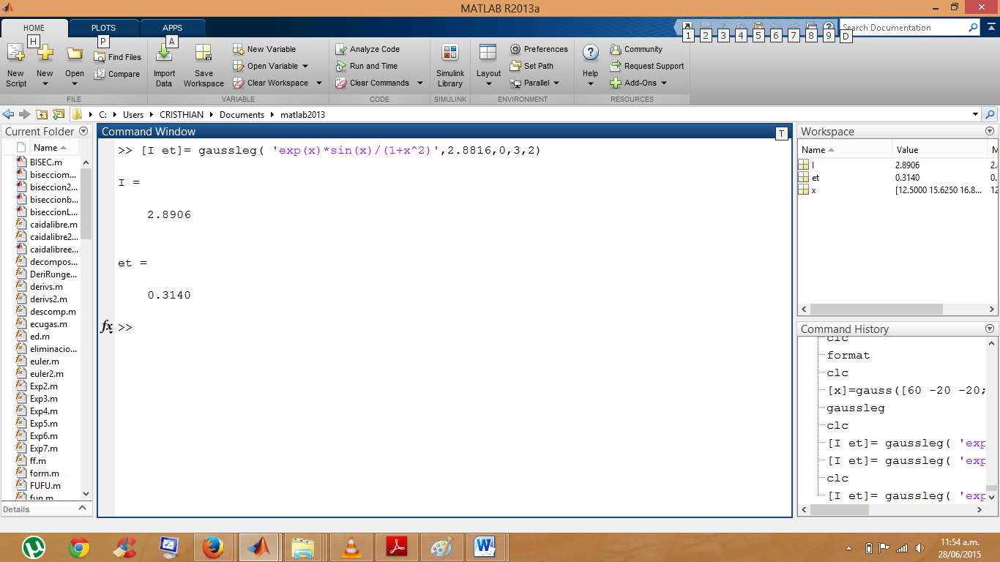 MATLAB R2013a
HOME PLOTS APPS
H P A
1 2 3 4 5 6 7 8 9 D
Search Documentation
New Script
New
Open
Find Files
Compare
FILE
Import Data
Save Workspace
New Variable
Open Variable
Clear Workspace
VARIABLE
Analyze Code
Run and Time
Clear Commands
CODE
Simulink Library
SIMULINK
Layout
Preferences
Set Path
Parallel
ENVIRONMENT
Help
Community
Request Support
Add-Ons
RESOURCES
C: Users CRISTHIAN Documents matlab2013
Current Folder
Name
BISEC.m
bisecciom...
biseccion2...
biseccionb...
biseccionL...
caidalibre.m
caidalibre2...
caidalibree...
decompos...
DeriRunge...
derivs.m
derivs2.m
descomp.m
ecugas.m
ed.m
eliminacio...
euler.m
euler2.m
Exp2.m
Exp3.m
Exp4.m
Exp5.m
Exp6.m
Exp7.m
ff.m
form.m
FUFU.m
fun.m
Details
Command Window
T
>> [I et]= gaussleg( 'exp(x)*sin(x)/(1+x^2)',2.8816,0,3,2)
I =
2.8906
et =
0.3140
fx >>
Workspace
Name Value M
I 2.8906 2.
et 0.3140 0.
x [12.5000 15.6250 16.8... 12
Command History
clc
format
clc
[x]=gauss([60 -20 -20;
gaussleg
clc
[I et]= gaussleg( 'exp
[I et]= gaussleg( 'exp
clc
[I et]= gaussleg( 'exp
11:54 a.m.
28/06/2015